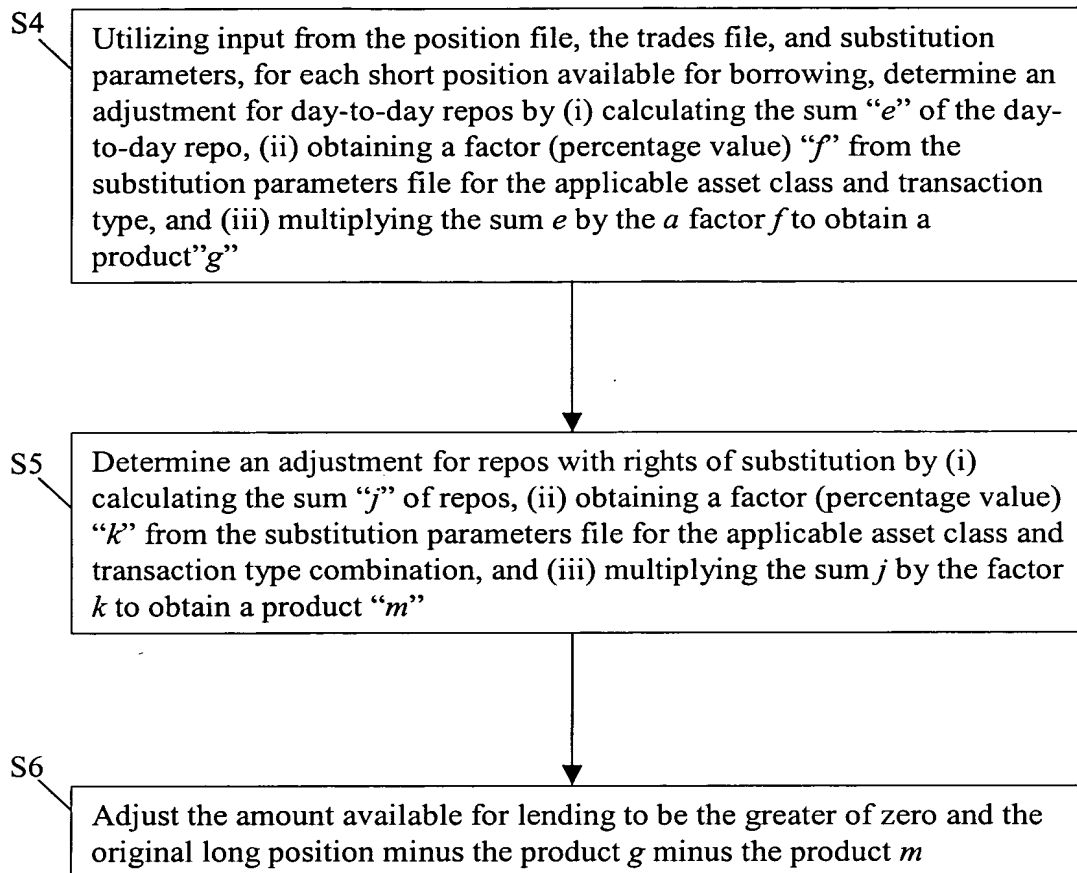 S4
Utilizing input from the position file, the trades file, and substitution
parameters, for each short position available for borrowing, determine an
adjustment for day-to-day repos by (i) calculating the sum “e” of the day-
to-day repo, (ii) obtaining a factor (percentage value) “f” from the
substitution parameters file for the applicable asset class and transaction
type, and (iii) multiplying the sum e by the a factor f to obtain a
product”g”
S5
Determine an adjustment for repos with rights of substitution by (i)
calculating the sum “j” of repos, (ii) obtaining a factor (percentage value)
“k” from the substitution parameters file for the applicable asset class and
transaction type combination, and (iii) multiplying the sum j by the factor
k to obtain a product “m”
S6
Adjust the amount available for lending to be the greater of zero and the
original long position minus the product g minus the product m